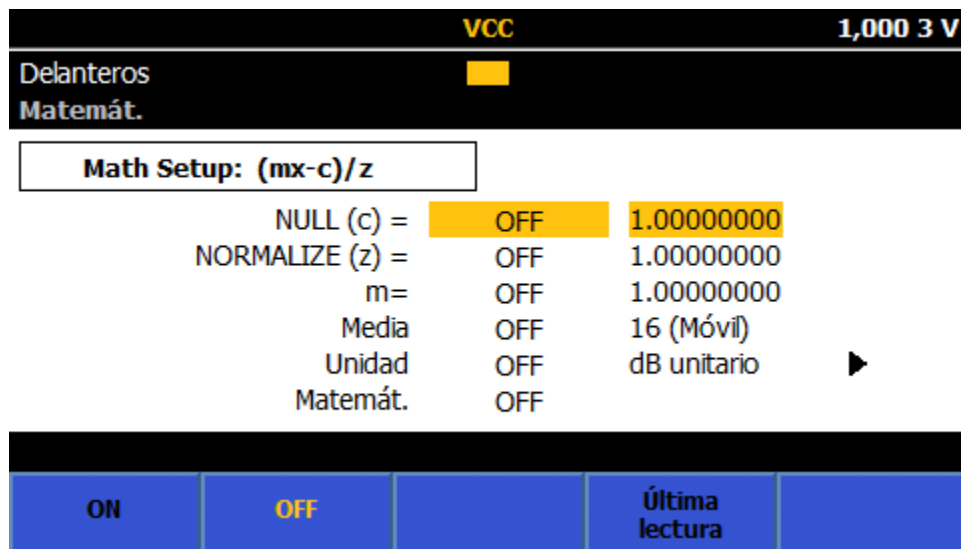 VCC 1,000 3 V
Delanteros
Matemát.
Math Setup: (mx-c)/z
NULL (c) = OFF 1.00000000
NORMALIZE (z) = OFF 1.00000000
m= OFF 1.00000000
Media OFF 16 (Móvil)
Unidad OFF dB unitario
Matemát. OFF
ON OFF Última
lectura